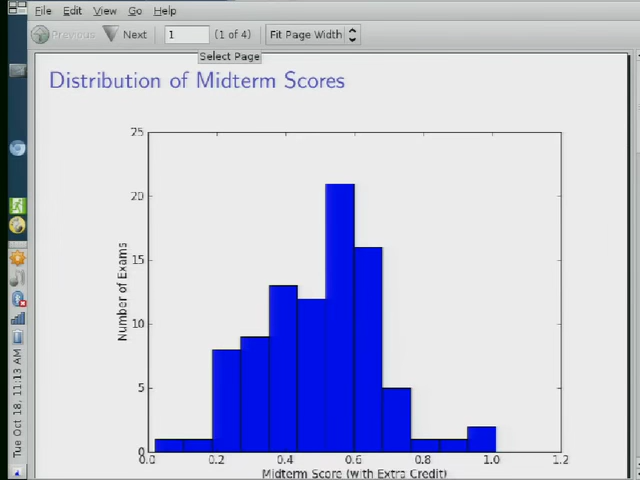 File Edit View Go Help
Previous Next 1 (1 of 4) Fit Page Width
Select Page
Distribution of Midterm Scores
25
20
15
10
5
0
Number of Exams
0.0 0.2 0.4 0.6 0.8 1.0 1.2
Midterm Score (with Extra Credit)
Tue Oct 18, 11:13 AM